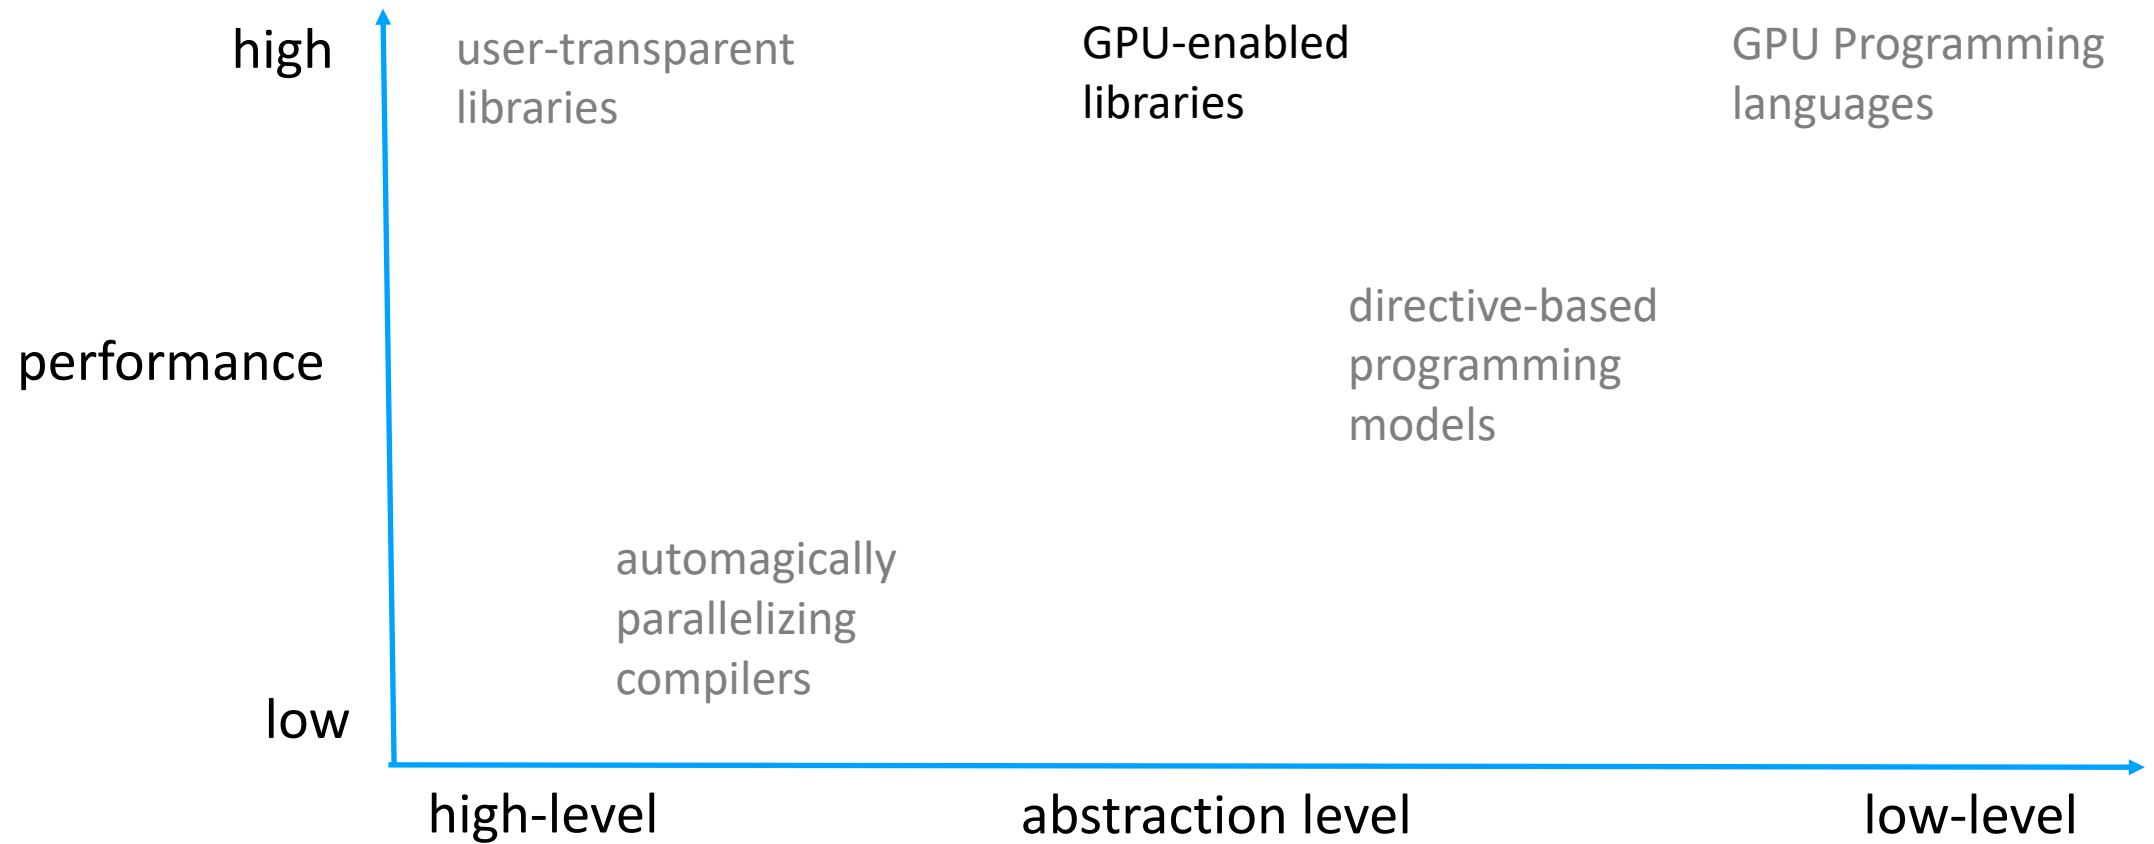 high
user-transparent
libraries
GPU-enabled
libraries
GPU Programming
languages
performance
directive-based
programming
models
automagically
parallelizing
compilers
low
high-level
abstraction level
low-level